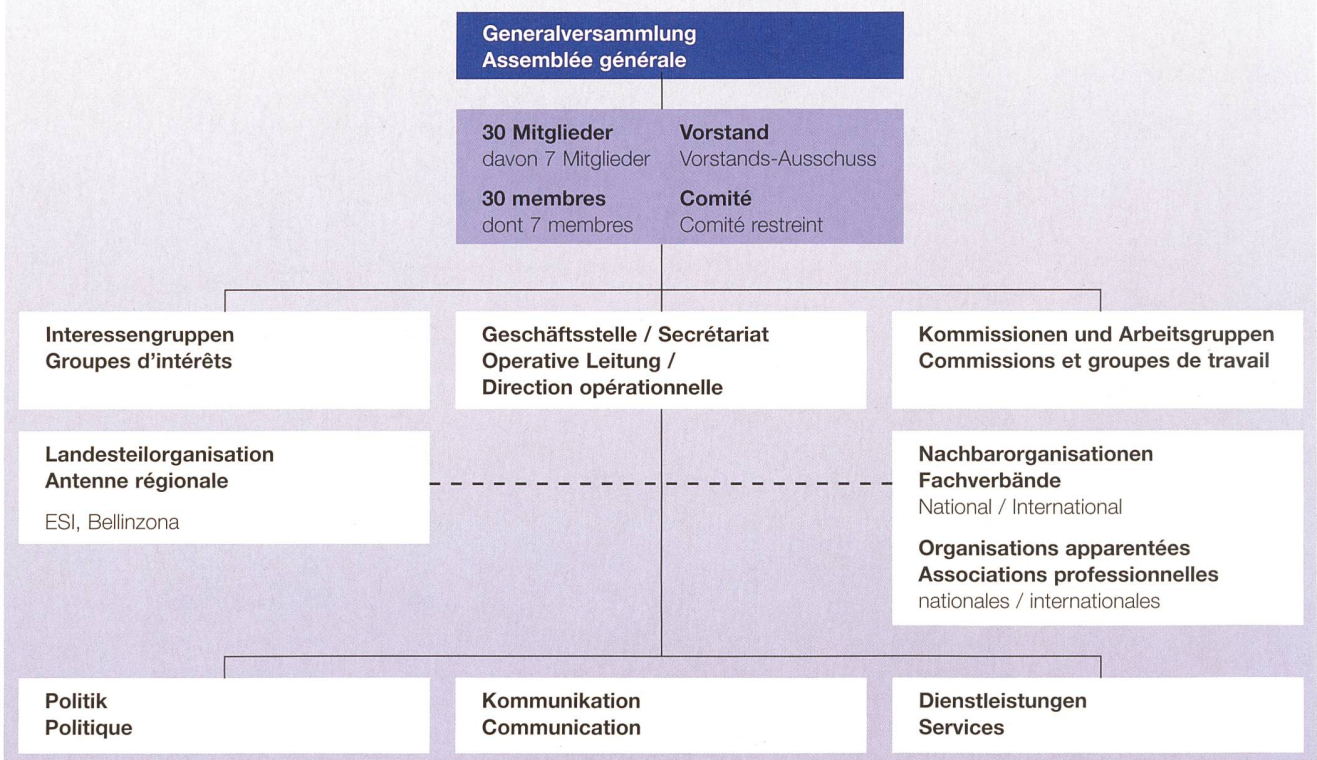 Generalversammlung
Assemblée générale
30 Mitglieder Vorstand
davon 7 Mitglieder Vorstands-Ausschuss
30 membres Comité
dont 7 membres Comité restreint
Interessengruppen
Groupes d'intérêts
Geschäftsstelle / Secrétariat
Operative Leitung /
Direction opérationnelle
Kommissionen und Arbeitsgruppen
Commissions et groupes de travail
Landesteilorganisation
Antenne régionale
ESI, Bellinzona
Nachbarorganisationen
Fachverbände
National / International
Organisations apparentées
Associations professionnelles
nationales / internationales
Politik
Politique
Kommunikation
Communication
Dienstleistungen
Services